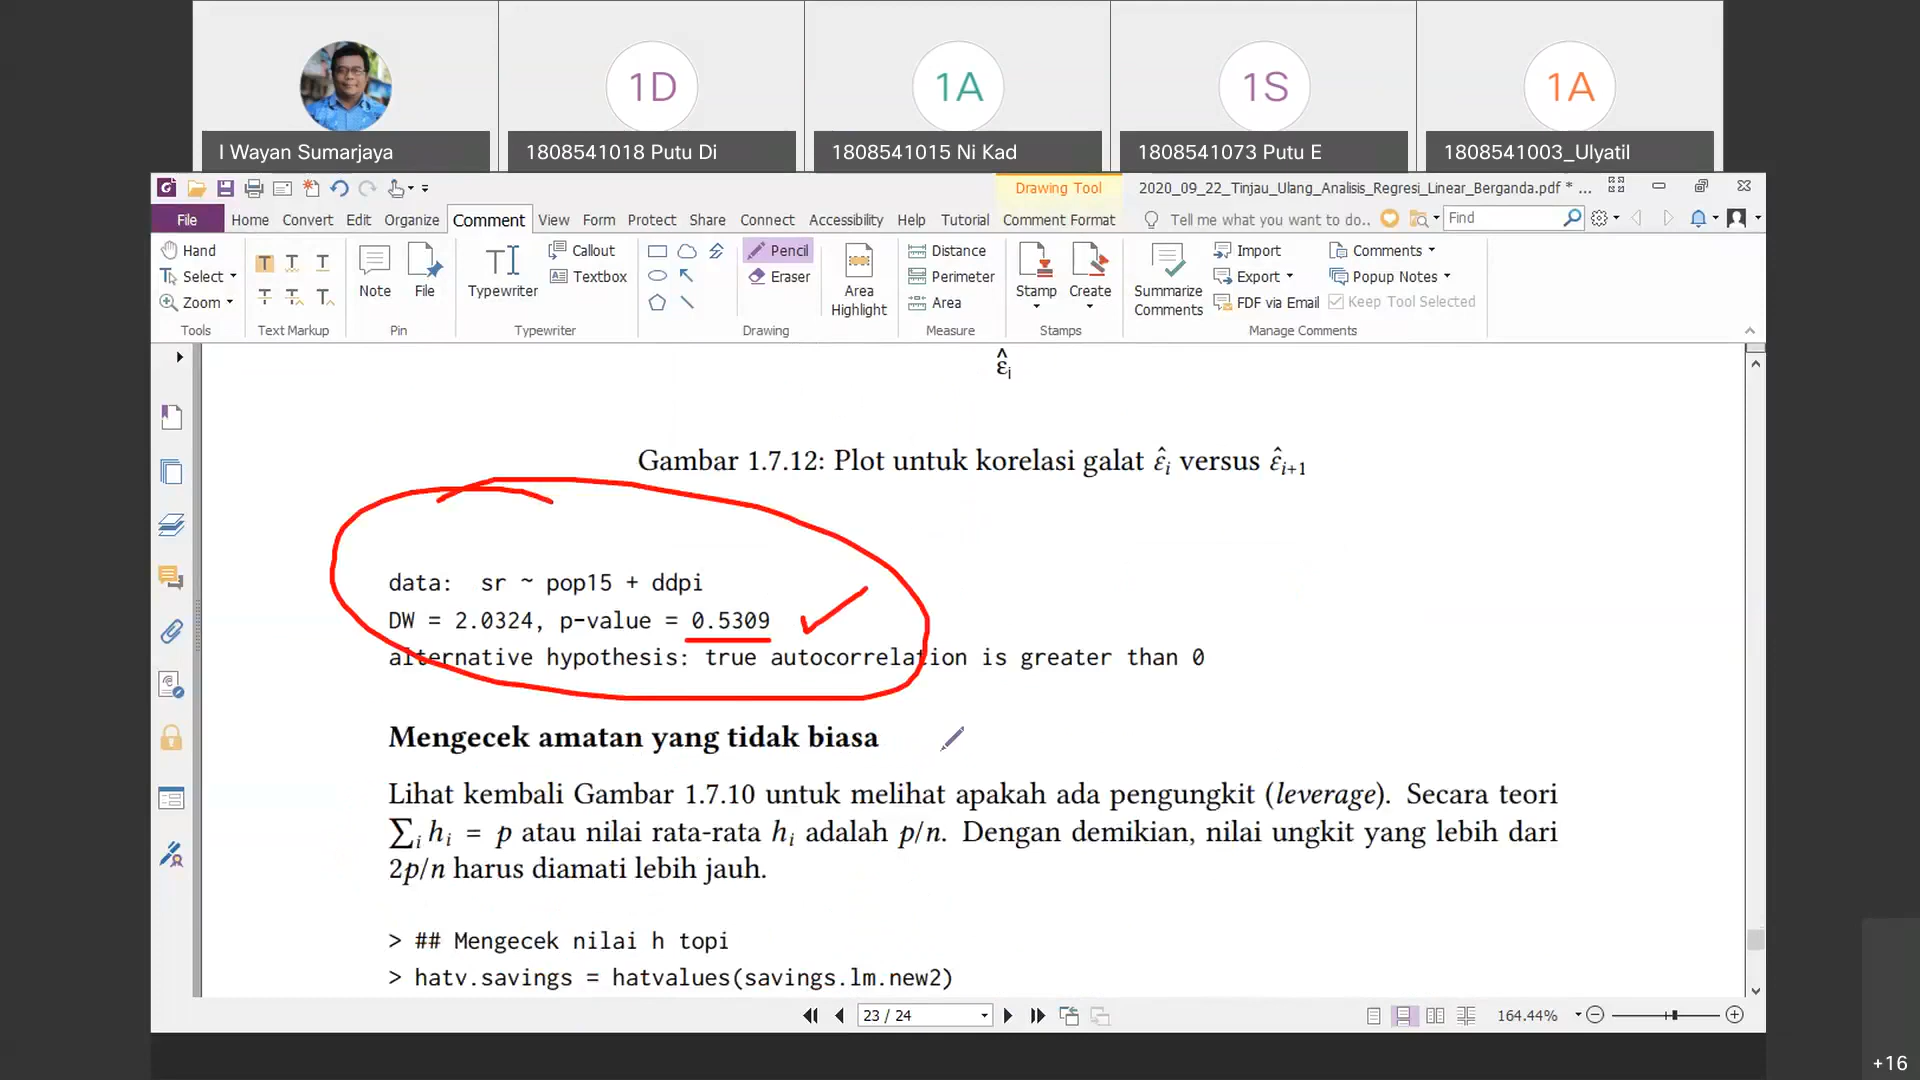 1D
1A
1S
1A
I Wayan Sumarjaya
1808541018 Putu Di
1808541015 Ni Kad
1808541073 Putu E
1808541003_Ulyatil
Drawing Tool
2020_09_22_Tinjau_Ulang_Analisis_Regresi_Linear_Berganda.pdf * ...
File Home Convert Edit Organize Comment View Form Protect Share Connect Accessibility Help Tutorial Comment Format
Tell me what you want to do..
Find
Hand
Select
Zoom
Tools
Text Markup
Note
File
Pin
Typewriter
Callout
Textbox
Typewriter
Pencil
Eraser
Area
Highlight
Drawing
Distance
Perimeter
Area
Measure
Stamp
Create
Stamps
Summarize
Comments
Import
Export
FDF via Email
Comments
Popup Notes
Keep Tool Selected
Manage Comments
ε̂i
Gambar 1.7.12: Plot untuk korelasi galat ε̂i versus ε̂i+1
data: sr ~ pop15 + ddpi
DW = 2.0324, p-value = 0.5309
alternative hypothesis: true autocorrelation is greater than 0
Mengecek amatan yang tidak biasa
Lihat kembali Gambar 1.7.10 untuk melihat apakah ada pengungkit (leverage). Secara teori
∑i hi = p atau nilai rata-rata hi adalah p/n. Dengan demikian, nilai ungkit yang lebih dari
2p/n harus diamati lebih jauh.
> ## Mengecek nilai h topi
> hatv.savings = hatvalues(savings.lm.new2)
23 / 24
164.44%
+16